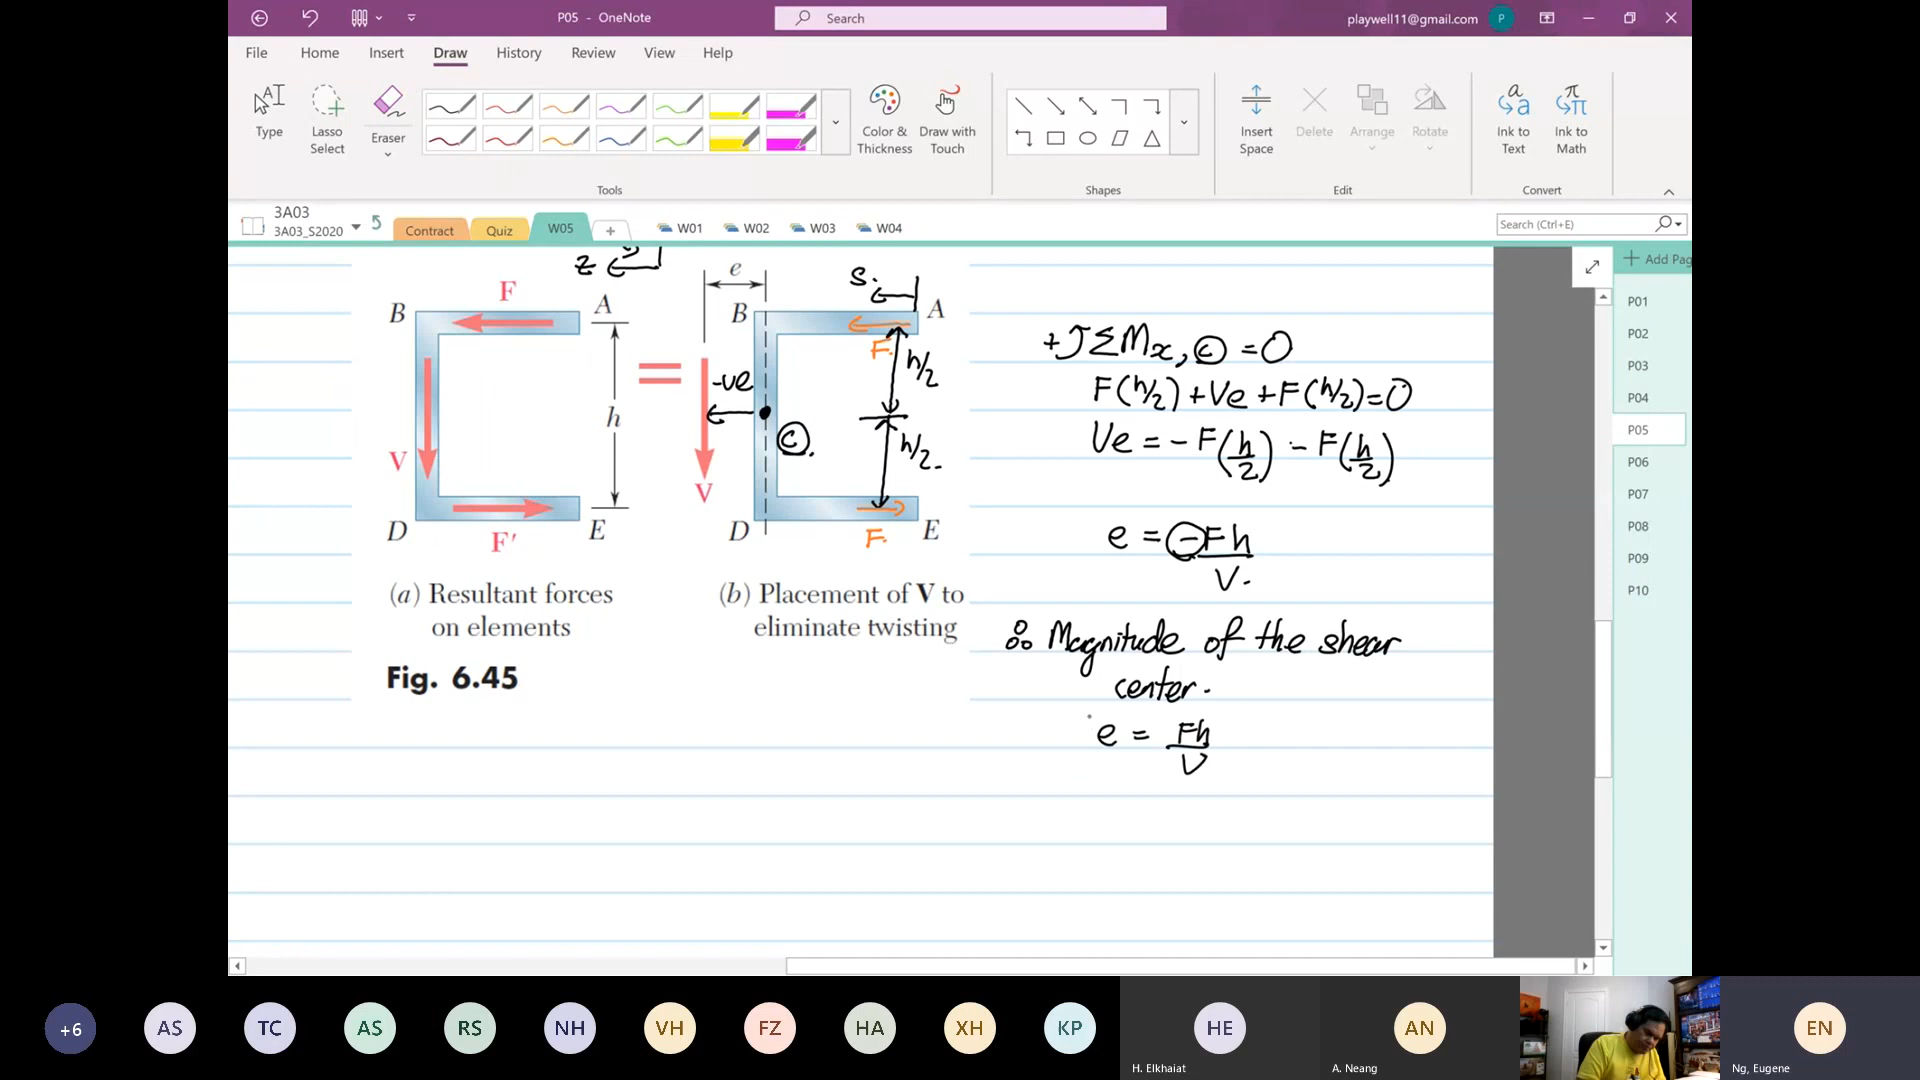 P05 - OneNote
Search
playwell11@gmail.com
P
File Home Insert Draw History Review View Help
Type
Lasso Select
Eraser
Color & Thickness
Draw with Touch
Insert Space
Delete
Arrange
Rotate
Ink to Text
Ink to Math
Tools
Shapes
Edit
Convert
3A03
3A03_S2020
Contract
Quiz
W05
W01
W02
W03
W04
Search (Ctrl+E)
Add Pag
P01
P02
P03
P04
P05
P06
P07
P08
P09
P10
z
B
F
A
h
V
D
F'
E
=
e
s.
B
A
F.
h/2
-ve
C.
h/2.
V
D
F.
E
(a) Resultant forces
on elements
(b) Placement of V to
eliminate twisting
Fig. 6.45
+↺ΣMx,Ⓒ =0
F(h/2)+Ve+F(h/2)=0
Ve = -F(h/2) - F(h/2)
e = -Fh/V.
∴ Magnitude of the shear
center.
e = Fh/V
+6
AS
TC
AS
RS
NH
VH
FZ
HA
XH
KP
HE
H. Elkhaiat
AN
A. Neang
EN
Ng, Eugene